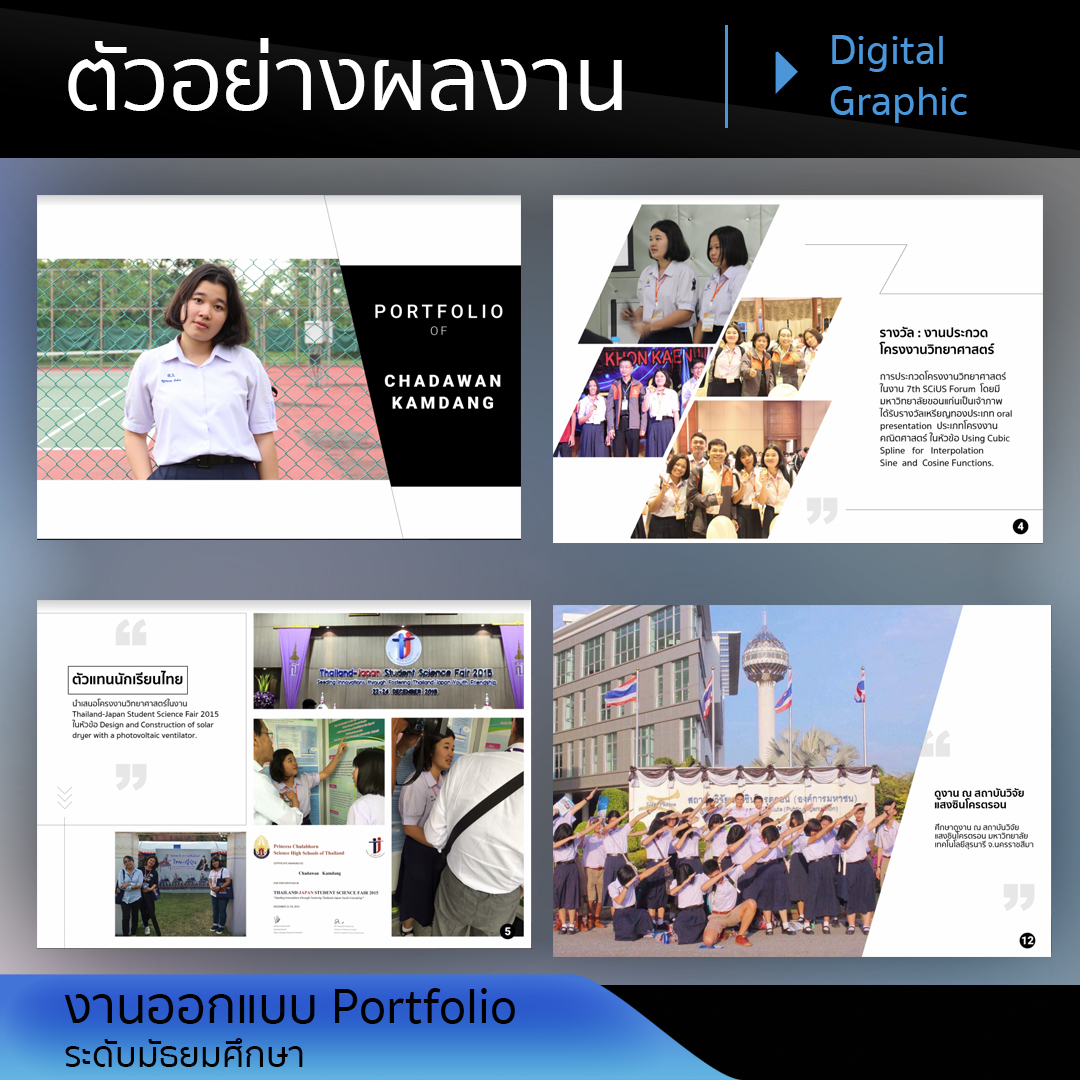 ตัวอย่างผลงาน
Digital
Graphic
PORTFOLIO
OF
CHADAWAN
KAMDANG
KHON KAEN
รางวัล : งานประกวด
โครงงานวิทยาศาสตร์
การประกวดโครงงานวิทยาศาสตร์
ในงาน 7th SCiUS Forum โดยมี
มหาวิทยาลัยขอนแก่นเป็นเจ้าภาพ
ได้รับรางวัลเหรียญทองประเภท oral
presentation ประเภทโครงงาน
คณิตศาสตร์ ในหัวข้อ Using Cubic
Spline for Interpolation
Sine and Cosine Functions.
4
ตัวแทนนักเรียนไทย
นำเสนอโครงงานวิทยาศาสตร์ในงาน
Thailand-Japan Student Science Fair 2015
ในหัวข้อ Design and Construction of solar
dryer with a photovoltaic ventilator.
Thailand-Japan Student Science Fair 2015
Seeding Innovations through Fostering Thailand-Japan Youth Friendship
22-24 DECEMBER 2015
Princess Chulabhorn
Science High Schools of Thailand
Chadawan Kamdang
THAILAND-JAPAN STUDENT SCIENCE FAIR 2015
5
ดูงาน ณ สถาบันวิจัย
แสงซินโครตรอน
ศึกษาดูงาน ณ สถาบันวิจัย
แสงซินโครตรอน มหาวิทยาลัย
เทคโนโลยีสุรนารี จ.นครราชสีมา
12
งานออกแบบ Portfolio
ระดับมัธยมศึกษา